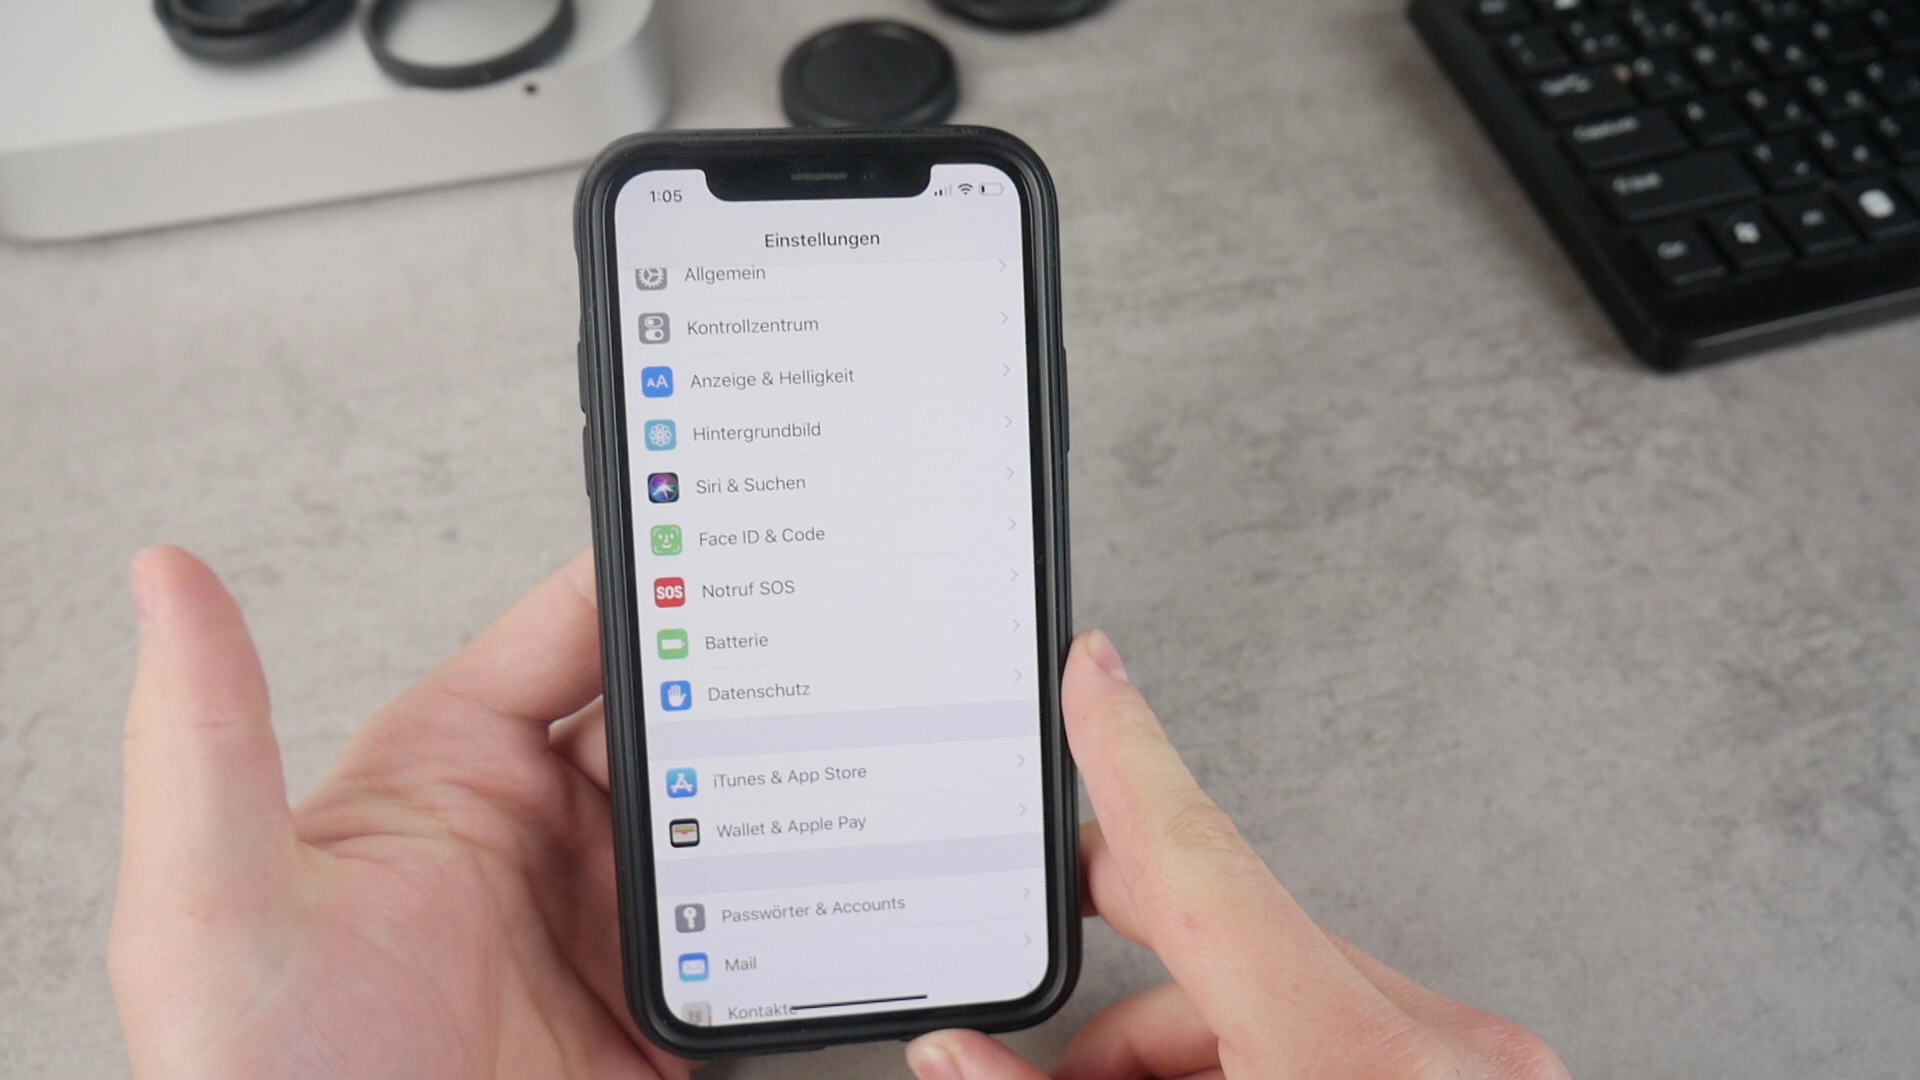 1:05
Einstellungen
Allgemein
Kontrollzentrum
AA Anzeige & Helligkeit
Hintergrundbild
Siri & Suchen
Face ID & Code
SOS Notruf SOS
Batterie
Datenschutz
iTunes & App Store
Wallet & Apple Pay
Passwörter & Accounts
Mail
Kontakte